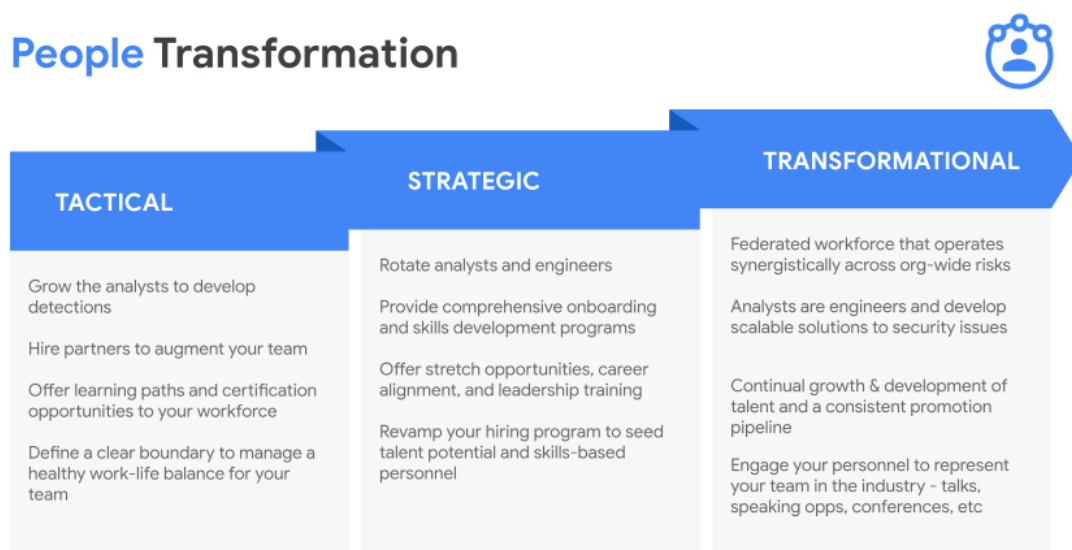 People Transformation
TACTICAL
Grow the analysts to develop
detections
Hire partners to augment your team
Offer learning paths and certification
opportunities to your workforce
Define a clear boundary to manage a
healthy work-life balance for your
team
STRATEGIC
Rotate analysts and engineers
Provide comprehensive onboarding
and skills development programs
Offer stretch opportunities, career
alignment, and leadership training
Revamp your hiring program to seed
talent potential and skills-based
personnel
TRANSFORMATIONAL
Federated workforce that operates
synergistically across org-wide risks
Analysts are engineers and develop
scalable solutions to security issues
Continual growth & development of
talent and a consistent promotion
pipeline
Engage your personnel to represent
your team in the industry - talks,
speaking opps, conferences, etc